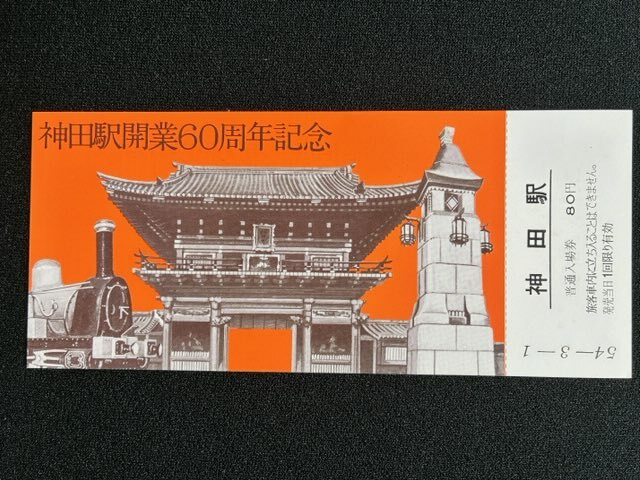 神田駅開業60周年記念
神田駅
普通入場券 80円
旅客車内に立ち入ることはできません。
発売当日1回限り有効
54-3-1